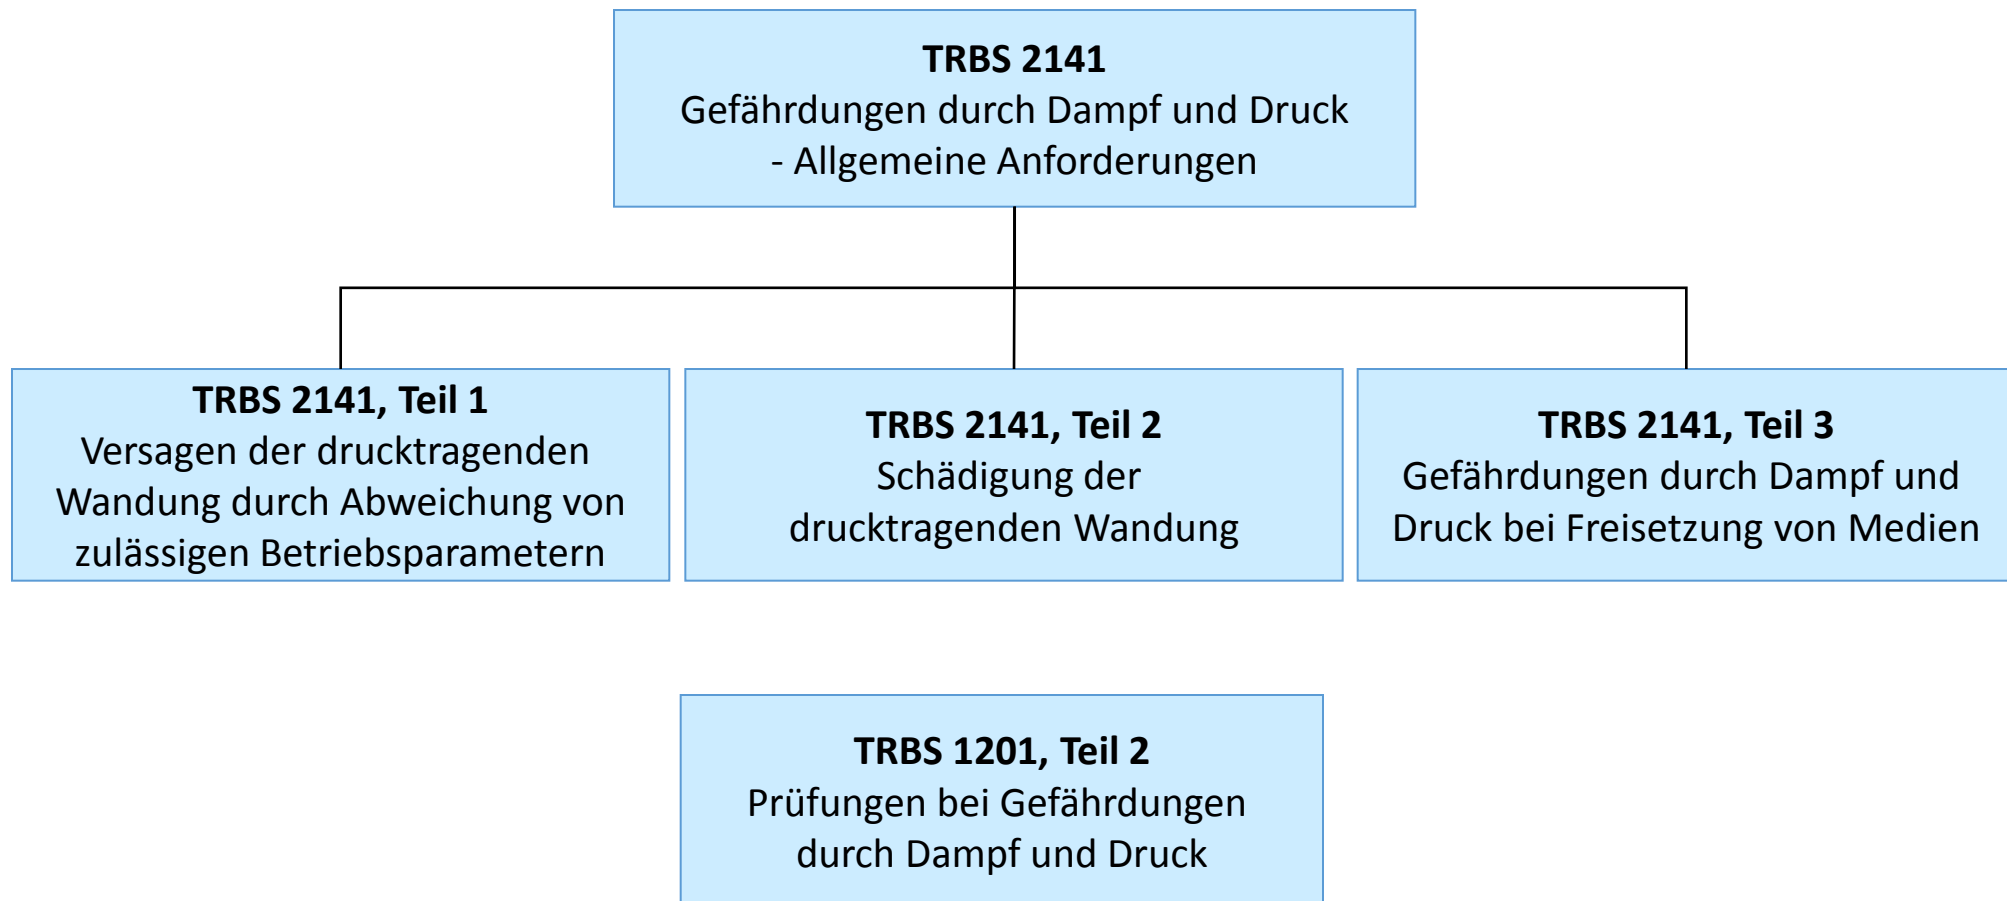 TRBS 2141
Gefährdungen durch Dampf und Druck
- Allgemeine Anforderungen
TRBS 2141, Teil 1
Versagen der drucktragenden
Wandung durch Abweichung von
zulässigen Betriebsparametern
TRBS 2141, Teil 2
Schädigung der
drucktragenden Wandung
TRBS 2141, Teil 3
Gefährdungen durch Dampf und
Druck bei Freisetzung von Medien
TRBS 1201, Teil 2
Prüfungen bei Gefährdungen
durch Dampf und Druck